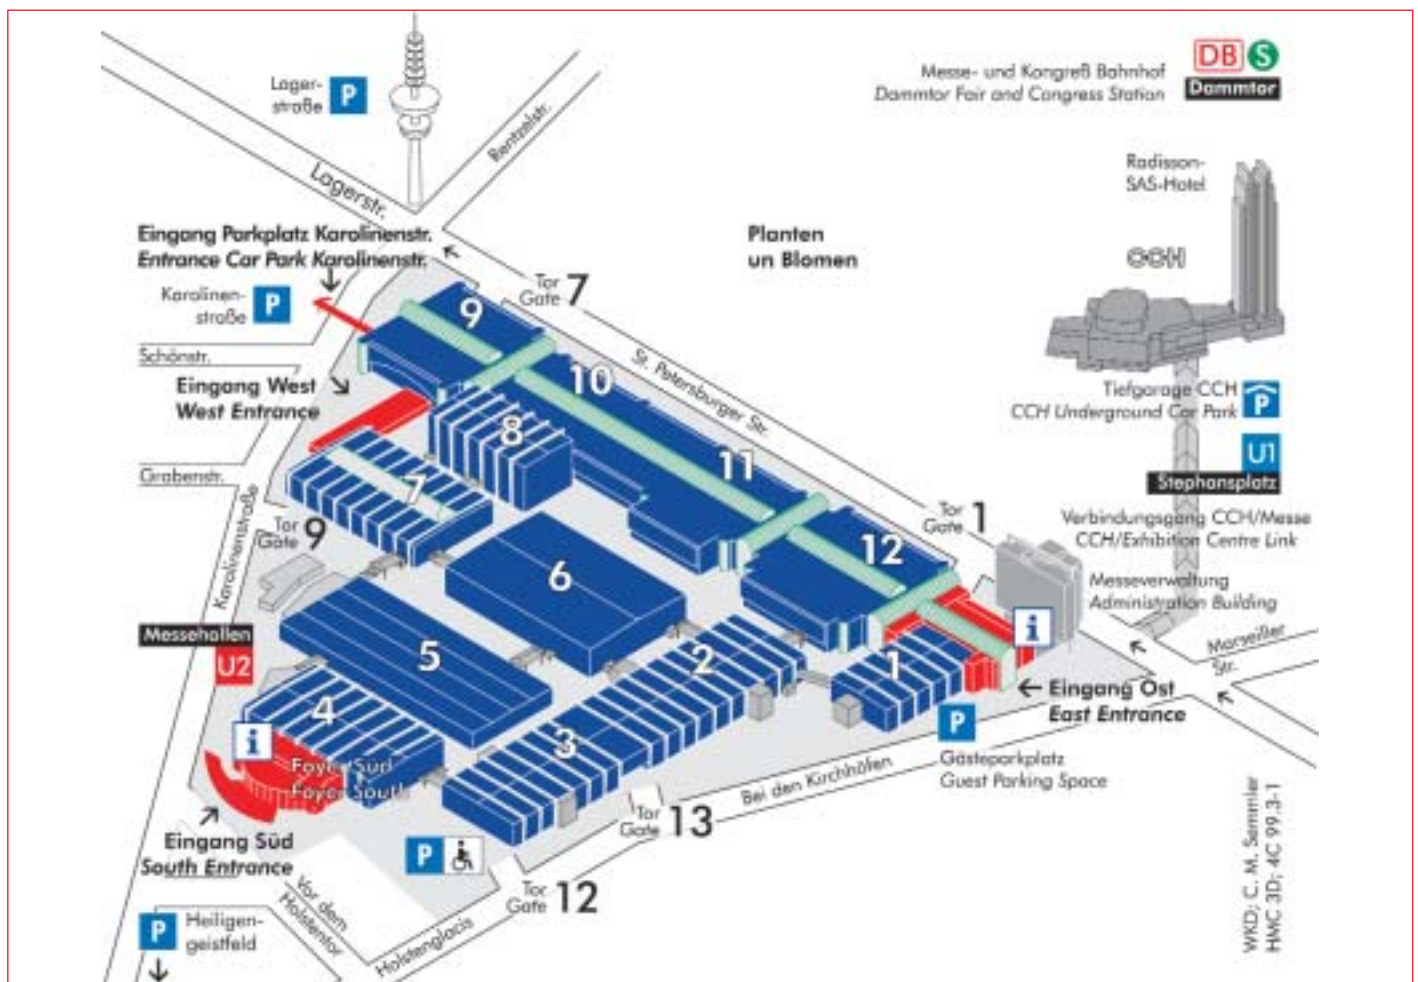 Lager-
straße
P
Rentzelstr.
Lagerstr.
Messe- und Kongreß Bahnhof
Dammtor Fair and Congress Station
DB S
Dammtor
Radisson-
SAS-Hotel
CCH
Planten
un Blomen
Eingang Parkplatz Karolinenstr.
Entrance Car Park Karolinenstr.
Karolinen-
straße
P
Tor
Gate 7
Schönstr.
Eingang West
West Entrance
St. Petersburger Str.
Grabenstr.
Karolinenstraße
Tor
Gate 9
9
10
8
7
11
12
6
5
2
1
4
3
Tiefgarage CCH
CCH Underground Car Park
P
U1
Stephansplatz
Tor
Gate 1
Verbindungsgang CCH/Messe
CCH/Exhibition Centre Link
Messeverwaltung
Administration Building
i
Marseiller
Str.
Messehallen
U2
Eingang Ost
East Entrance
P
Gästeparkplatz
Guest Parking Space
i
Foyer Süd
Foyer South
Bei den Kirchhöfen
Tor
Gate 13
Eingang Süd
South Entrance
P
Tor
Gate 12
Vor dem
Holstentor
Holstenglacis
P
Heiligen-
geistfeld
WKD; C. M. Semmler
HMC 3D; 4C 99.3-1